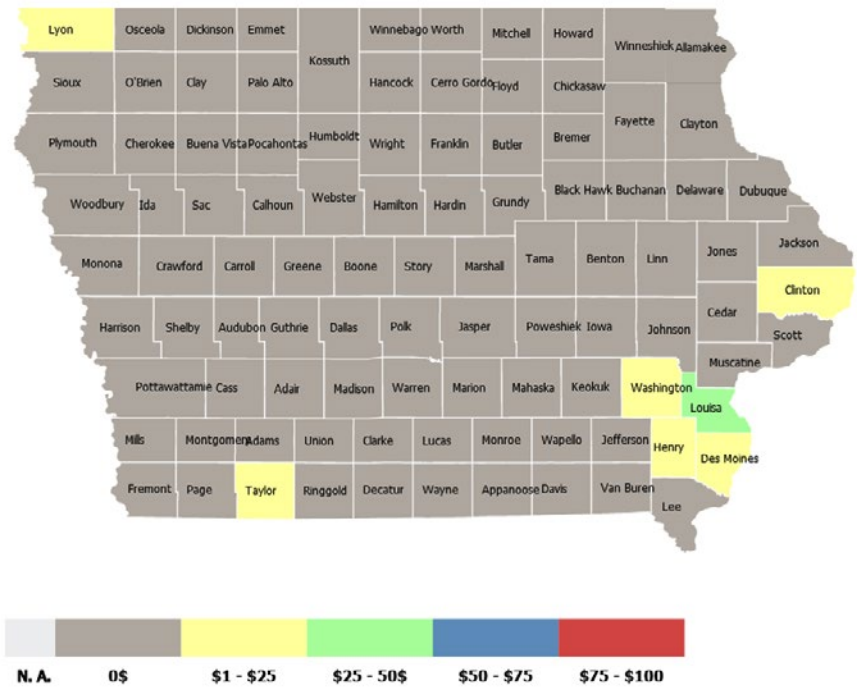 Lyon Osceola Dickinson Emmet Winnebago Worth Mitchell Howard
Winneshiek Allamakee
Kossuth
Sioux O'Brien Clay Palo Alto Hancock Cerro Gordo Floyd Chickasaw
Fayette Clayton
Plymouth Cherokee Buena Vista Pocahontas Humboldt Wright Franklin Butler Bremer
Black Hawk Buchanan Delaware Dubuque
Woodbury Ida Sac Calhoun Webster Hamilton Hardin Grundy
Jackson
Monona Crawford Carroll Greene Boone Story Marshall Tama Benton Linn Jones
Clinton
Cedar
Harrison Shelby Audubon Guthrie Dallas Polk Jasper Poweshiek Iowa Johnson Scott
Muscatine
Pottawattamie Cass Adair Madison Warren Marion Mahaska Keokuk Washington
Louisa
Mills Montgomery Adams Union Clarke Lucas Monroe Wapello Jefferson Henry
Des Moines
Fremont Page Taylor Ringgold Decatur Wayne Appanoose Davis Van Buren
Lee
N. A. 0$ $1 - $25 $25 - 50$ $50 - $75 $75 - $100